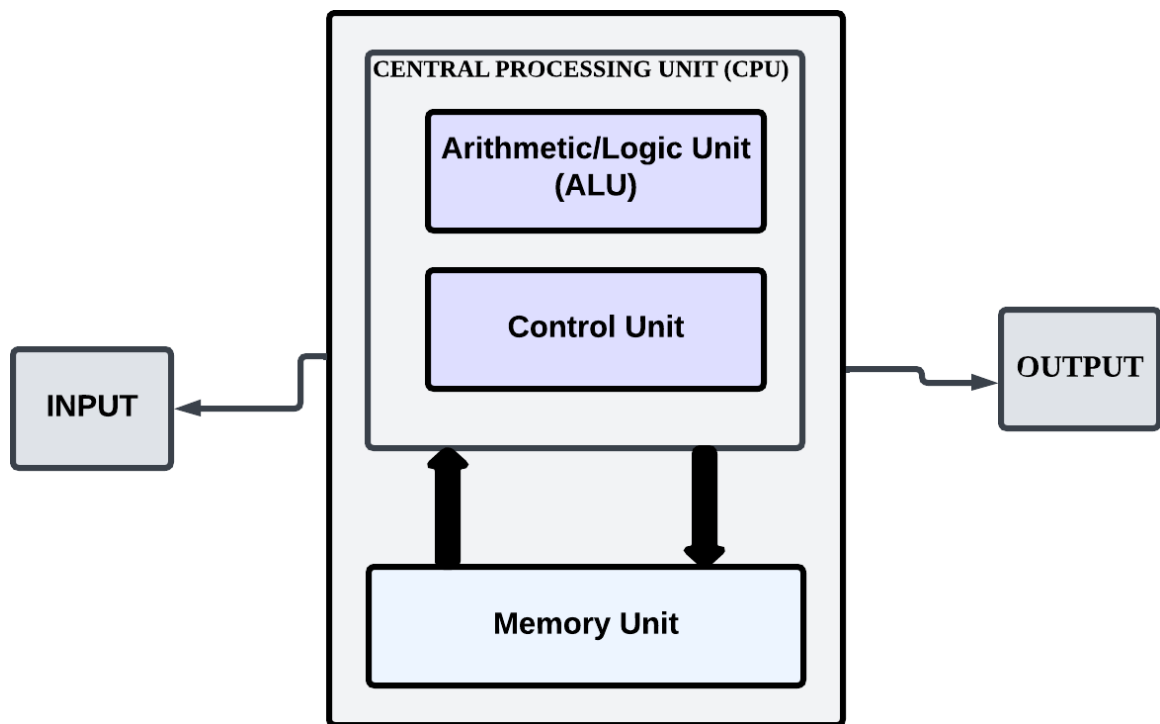 CENTRAL PROCESSING UNIT (CPU)
Arithmetic/Logic Unit
(ALU)
Control Unit
INPUT
OUTPUT
Memory Unit